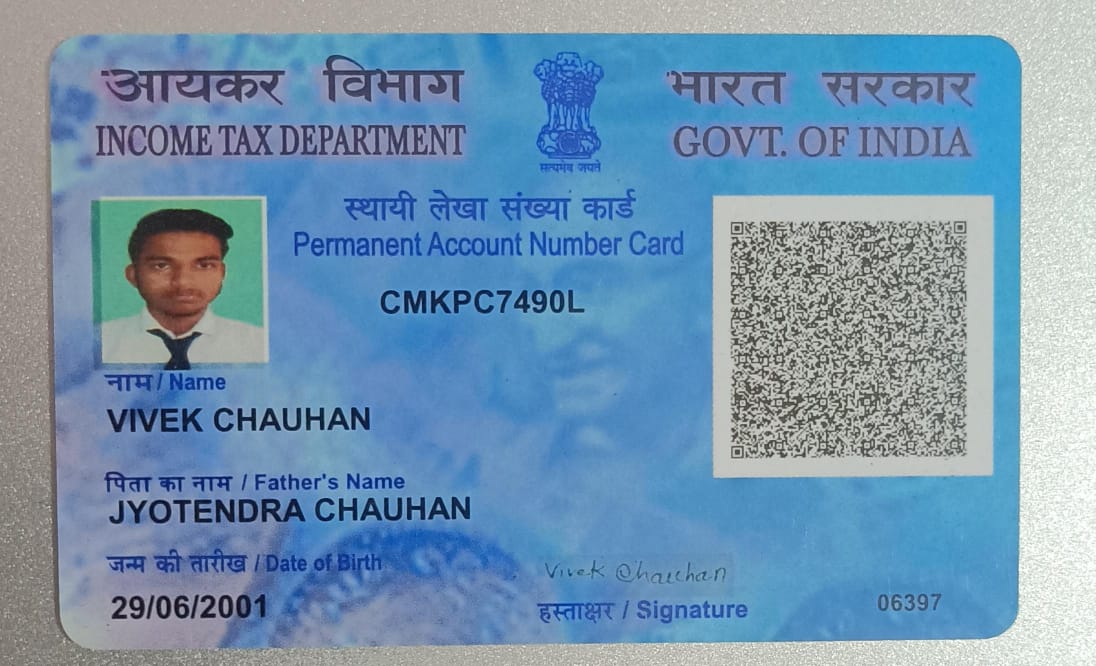 आयकर विभाग
INCOME TAX DEPARTMENT
सत्यमेव जयते
भारत सरकार
GOVT. OF INDIA
स्थायी लेखा संख्या कार्ड
Permanent Account Number Card
CMKPC7490L
नाम / Name
VIVEK CHAUHAN
पिता का नाम / Father's Name
JYOTENDRA CHAUHAN
जन्म की तारीख / Date of Birth
29/06/2001
Vivek Chauhan
हस्ताक्षर / Signature
06397